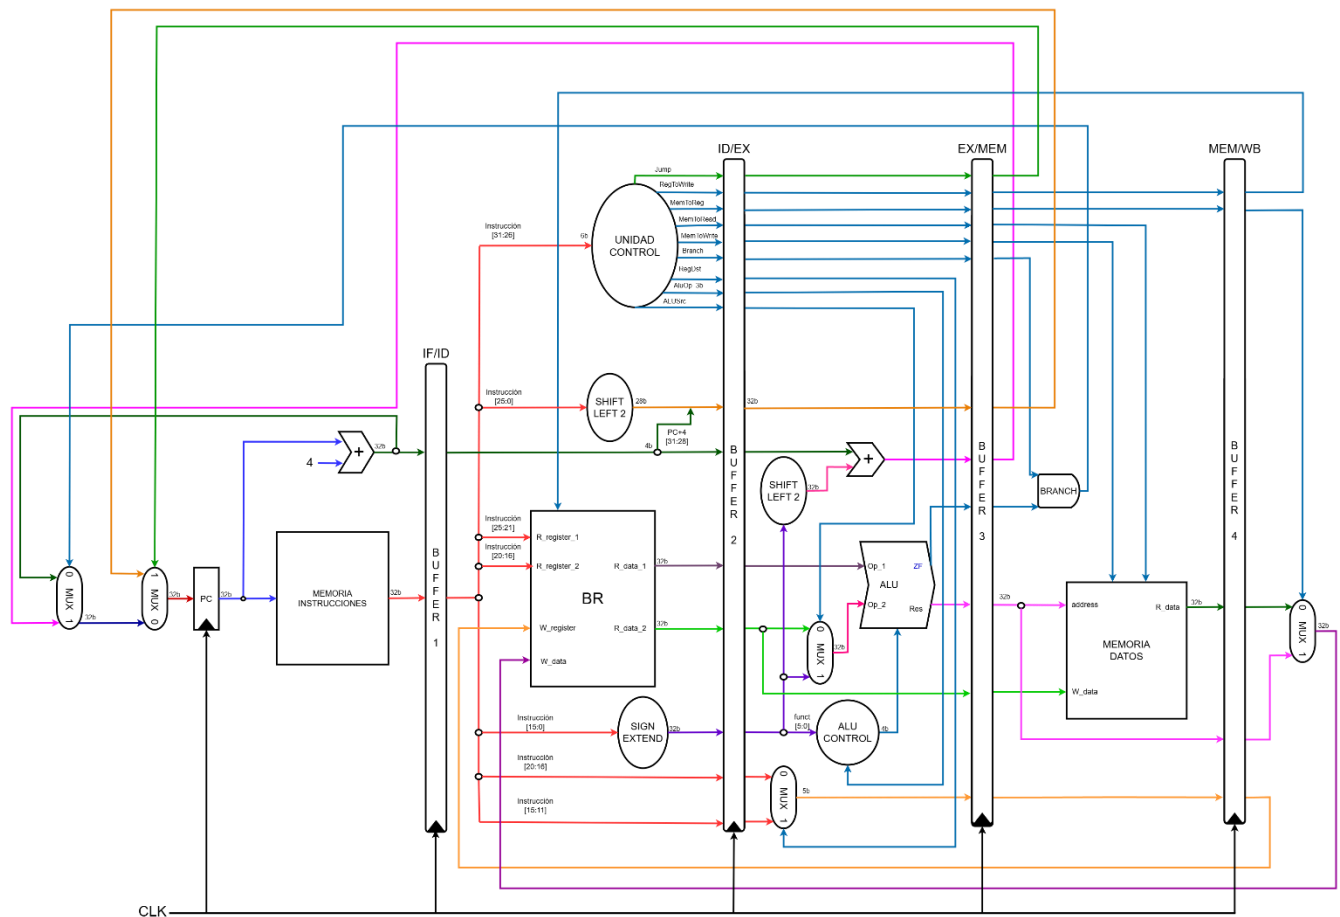 ID/EX
EX/MEM
MEM/WB
Jump
RegToWrite
MemToReg
MemToRead
MemToWrite
Branch
RegDst
AluOp 3b
ALUSrc
UNIDAD
CONTROL
Instrucción
[31:26]
6b
IF/ID
Instrucción
[25:0]
SHIFT
LEFT 2
28b
32b
PC+4
[31:28]
4b
+
4
32b
BUFFER 1
BUFFER 2
BUFFER 3
BUFFER 4
SHIFT
LEFT 2
32b
+
BRANCH
Instrucción
[25:21]
Instrucción
[20:16]
R_register_1
R_register_2
W_register
W_data
BR
R_data_1
R_data_2
32b
32b
Op_1
Op_2
ALU
ZF
Res
0 MUX 1
32b
0 MUX 1
32b
1 MUX 0
32b
PC
32b
MEMORIA
INSTRUCCIONES
32b
32b
address
R_data
W_data
MEMORIA
DATOS
32b
0 MUX 1
32b
Instrucción
[15:0]
SIGN
EXTEND
32b
funct
[5:0]
ALU
CONTROL
6b
Instrucción
[20:16]
Instrucción
[15:11]
0 MUX 1
5b
CLK